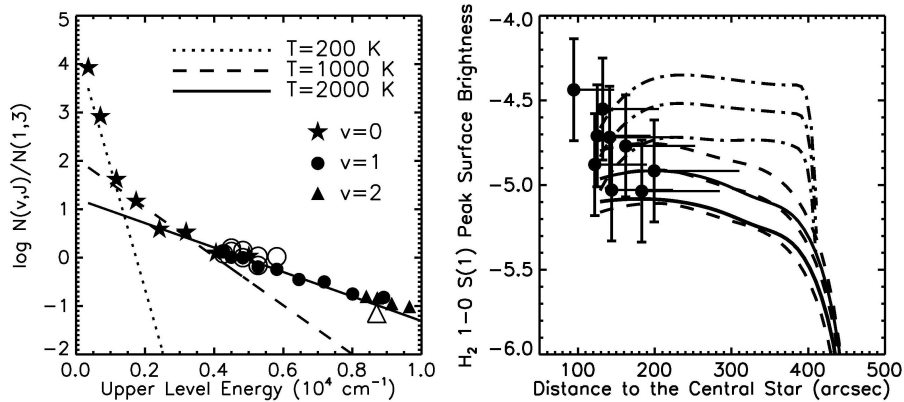 5
4
3
2
1
0
−1
−2
log N(v,J)/N(1,3)
T=200 K
T=1000 K
T=2000 K
v=0
v=1
v=2
0.0 0.2 0.4 0.6 0.8 1.0
Upper Level Energy (10⁴ cm⁻¹)
−4.0
−4.5
−5.0
−5.5
−6.0
H₂ 1−0 S(1) Peak Surface Brightness
100 200 300 400 500
Distance to the Central Star (arcsec)